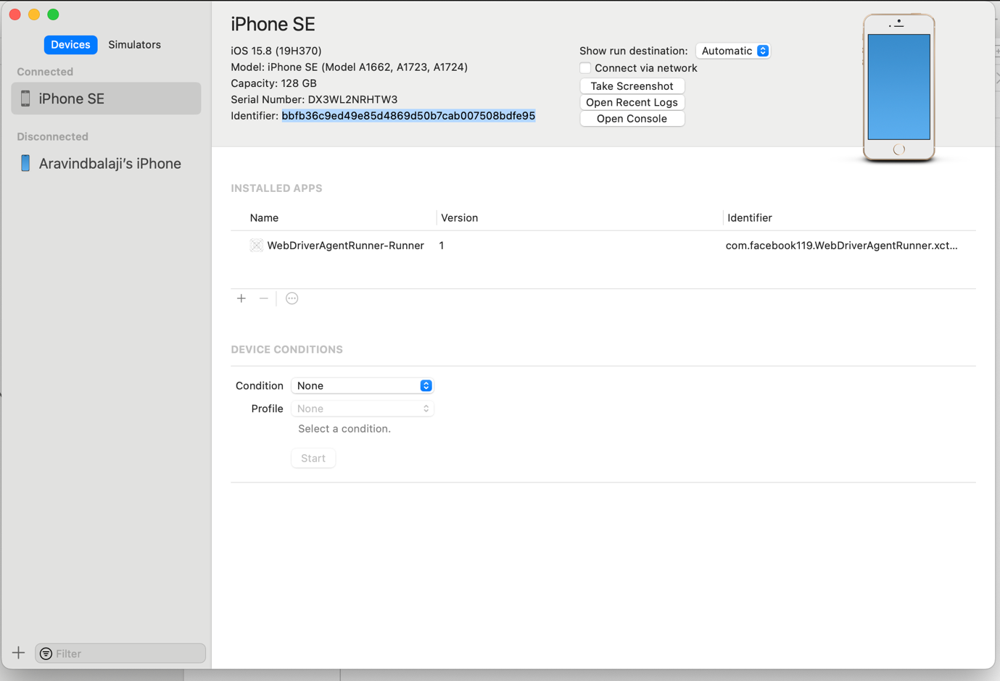 Devices
Simulators
Connected
iPhone SE
Disconnected
Aravindbalaji’s iPhone
Filter
iPhone SE
iOS 15.8 (19H370)
Model: iPhone SE (Model A1662, A1723, A1724)
Capacity: 128 GB
Serial Number: DX3WL2NRHTW3
Identifier: bbfb36c9ed49e85d4869d50b7cab007508bdfe95
Show run destination: Automatic
Connect via network
Take Screenshot
Open Recent Logs
Open Console
INSTALLED APPS
Name Version Identifier
WebDriverAgentRunner-Runner 1 com.facebook119.WebDriverAgentRunner.xct...
DEVICE CONDITIONS
Condition None
Profile None
Select a condition.
Start